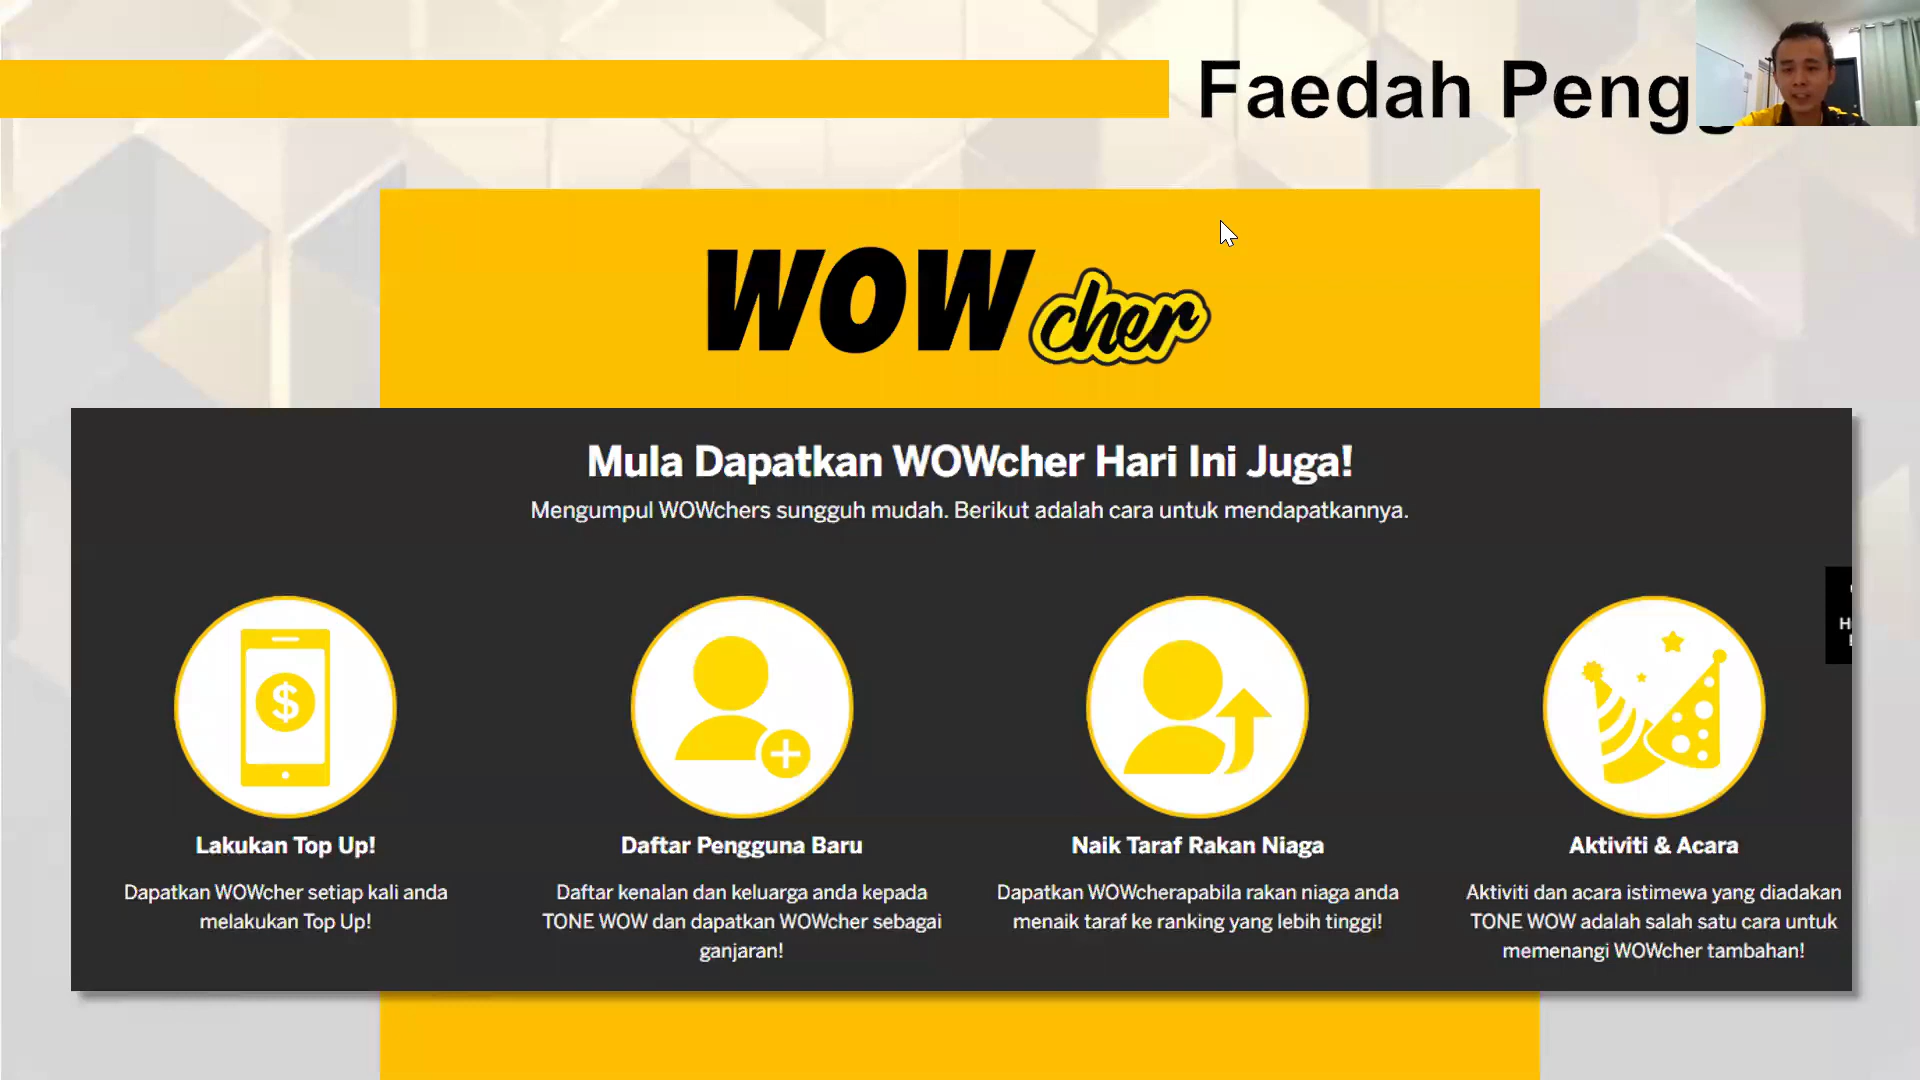 Faedah Pengg
WOWcher
Mula Dapatkan WOWcher Hari Ini Juga!
Mengumpul WOWchers sungguh mudah. Berikut adalah cara untuk mendapatkannya.
$
Lakukan Top Up!
Dapatkan WOWcher setiap kali anda
melakukan Top Up!
Daftar Pengguna Baru
Daftar kenalan dan keluarga anda kepada
TONE WOW dan dapatkan WOWcher sebagai
ganjaran!
Naik Taraf Rakan Niaga
Dapatkan WOWcherapabila rakan niaga anda
menaik taraf ke ranking yang lebih tinggi!
Aktiviti & Acara
Aktiviti dan acara istimewa yang diadakan
TONE WOW adalah salah satu cara untuk
memenangi WOWcher tambahan!